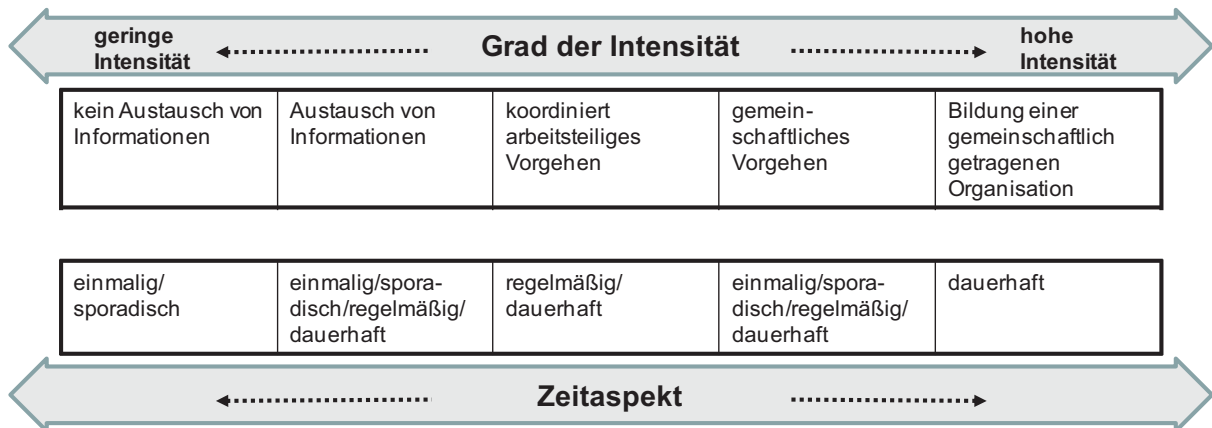 geringe Intensität
Grad der Intensität
hohe Intensität
kein Austausch von
Informationen
Austausch von
Informationen
koordiniert
arbeitsteiliges
Vorgehen
gemein-
schaftliches
Vorgehen
Bildung einer
gemeinschaftlich
getragenen
Organisation
einmalig/
sporadisch
einmalig/spora-
disch/regelmäßig/
dauerhaft
regelmäßig/
dauerhaft
einmalig/spora-
disch/regelmäßig/
dauerhaft
dauerhaft
Zeitaspekt